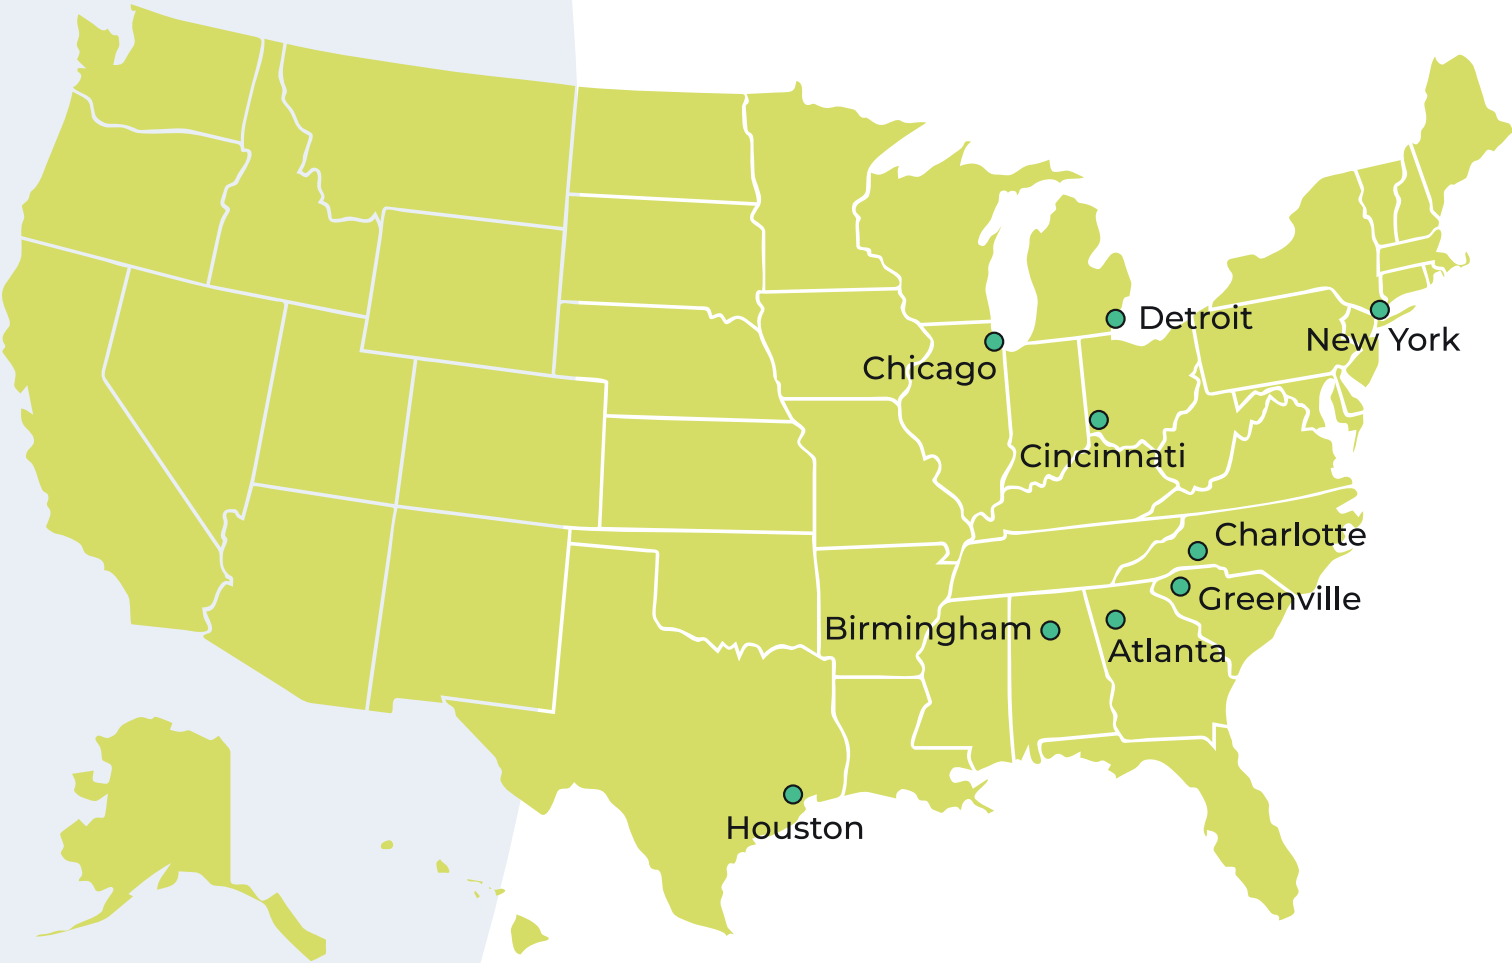 Detroit
New York
Chicago
Cincinnati
Charlotte
Greenville
Birmingham
Atlanta
Houston